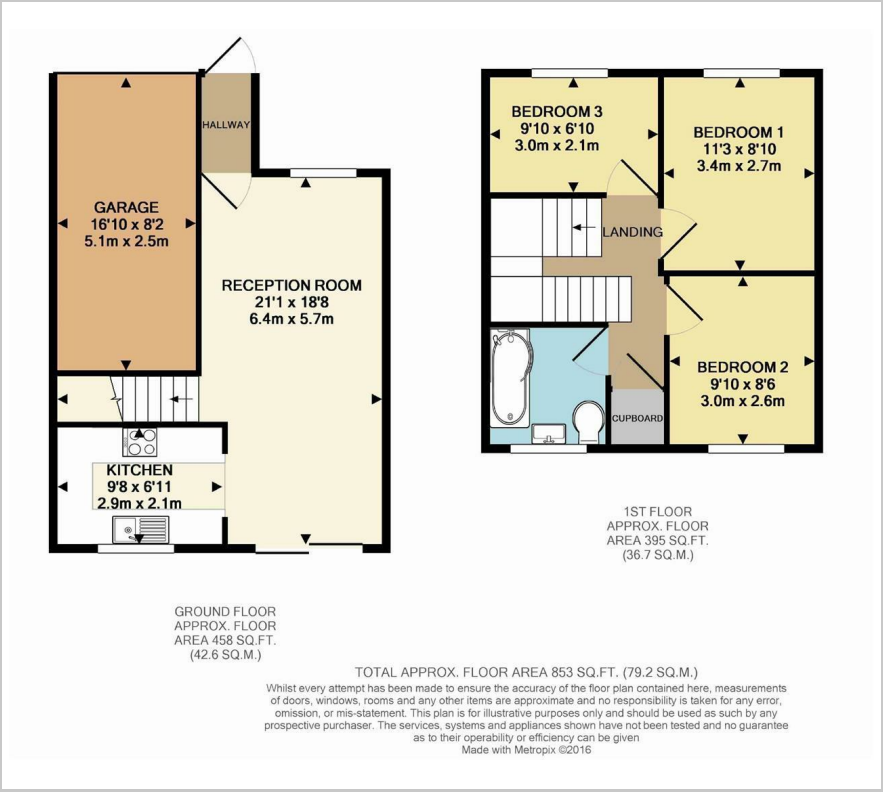 HALLWAY
GARAGE
16'10 x 8'2
5.1m x 2.5m
RECEPTION ROOM
21'1 x 18'8
6.4m x 5.7m
KITCHEN
9'8 x 6'11
2.9m x 2.1m
GROUND FLOOR
APPROX. FLOOR
AREA 458 SQ.FT.
(42.6 SQ.M.)
BEDROOM 3
9'10 x 6'10
3.0m x 2.1m
BEDROOM 1
11'3 x 8'10
3.4m x 2.7m
LANDING
BEDROOM 2
9'10 x 8'6
3.0m x 2.6m
CUPBOARD
1ST FLOOR
APPROX. FLOOR
AREA 395 SQ.FT.
(36.7 SQ.M.)
TOTAL APPROX. FLOOR AREA 853 SQ.FT. (79.2 SQ.M.)
Whilst every attempt has been made to ensure the accuracy of the floor plan contained here, measurements
of doors, windows, rooms and any other items are approximate and no responsibility is taken for any error,
omission, or mis-statement. This plan is for illustrative purposes only and should be used as such by any
prospective purchaser. The services, systems and appliances shown have not been tested and no guarantee
as to their operability or efficiency can be given
Made with Metropix ©2016